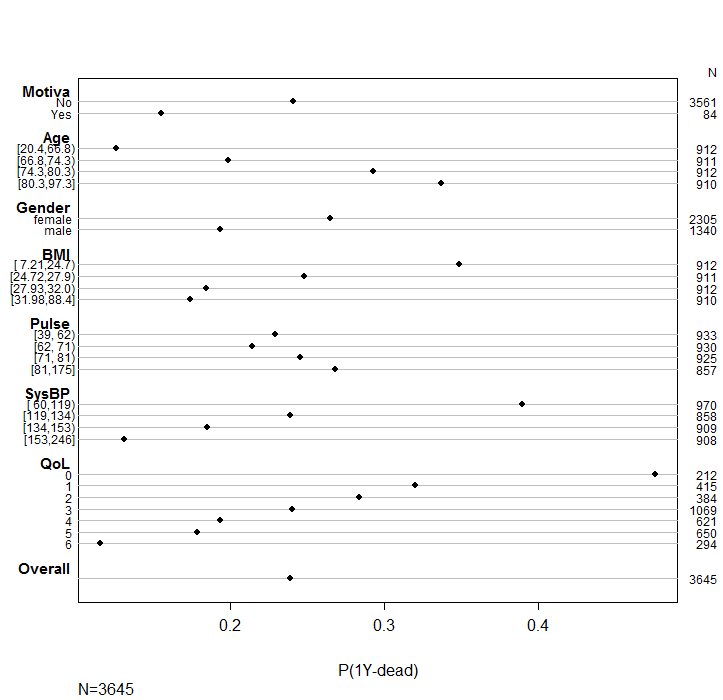 N
Motiva
No 3561
Yes 84
Age
[20.4,66.8) 912
[66.8,74.3) 911
[74.3,80.3) 912
[80.3,97.3] 910
Gender
female 2305
male 1340
BMI
[ 7.21,24.7) 912
[24.72,27.9) 911
[27.93,32.0) 912
[31.98,88.4] 910
Pulse
[39, 62) 933
[62, 71) 930
[71, 81) 925
[81,175] 857
SysBP
[ 60,119) 970
[119,134) 858
[134,153) 909
[153,246] 908
QoL
0 212
1 415
2 384
3 1069
4 621
5 650
6 294
Overall
3645
0.2 0.3 0.4
P(1Y-dead)
N=3645